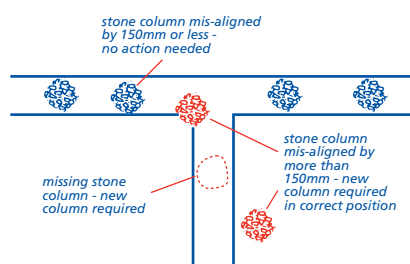 stone column mis-aligned
by 150mm or less -
no action needed
stone column
mis-aligned by
more than
150mm - new
column required
in correct position
missing stone
column - new
column required